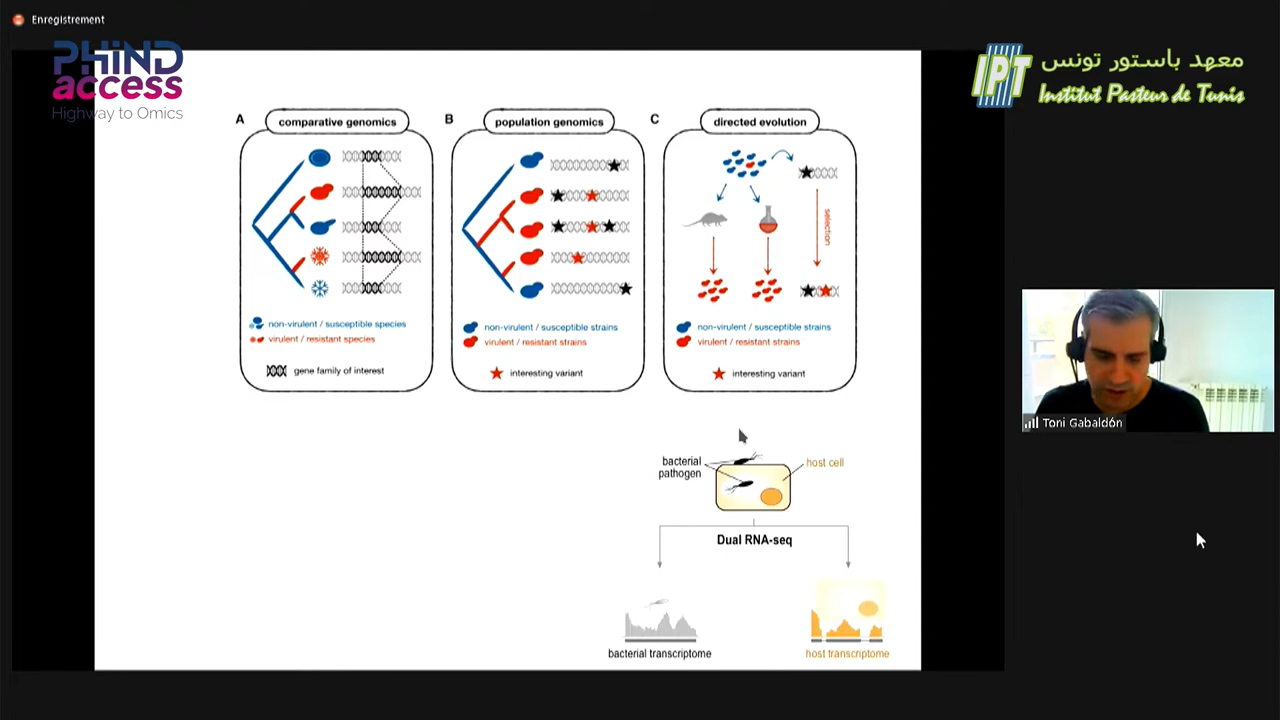 Enregistrement
PHIND
access
Highway to Omics
IPT
معهد باستور تونس
Institut Pasteur de Tunis
A
comparative genomics
non-virulent / susceptible species
virulent / resistant species
gene family of interest
B
population genomics
non-virulent / susceptible strains
virulent / resistant strains
interesting variant
C
directed evolution
selection
non-virulent / susceptible strains
virulent / resistant strains
interesting variant
bacterial
pathogen
host cell
Dual RNA-seq
bacterial transcriptome
host transcriptome
Toni Gabaldón